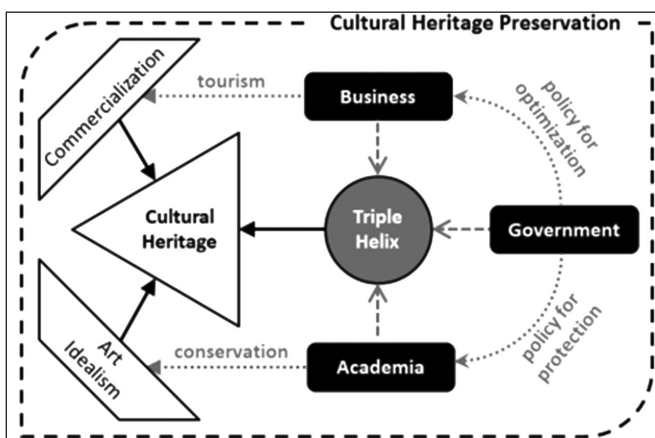 Cultural Heritage Preservation
Commercialization
tourism
Business
policy for
optimization
Cultural
Heritage
Triple
Helix
Government
Art
Idealism
conservation
Academia
policy for
protection